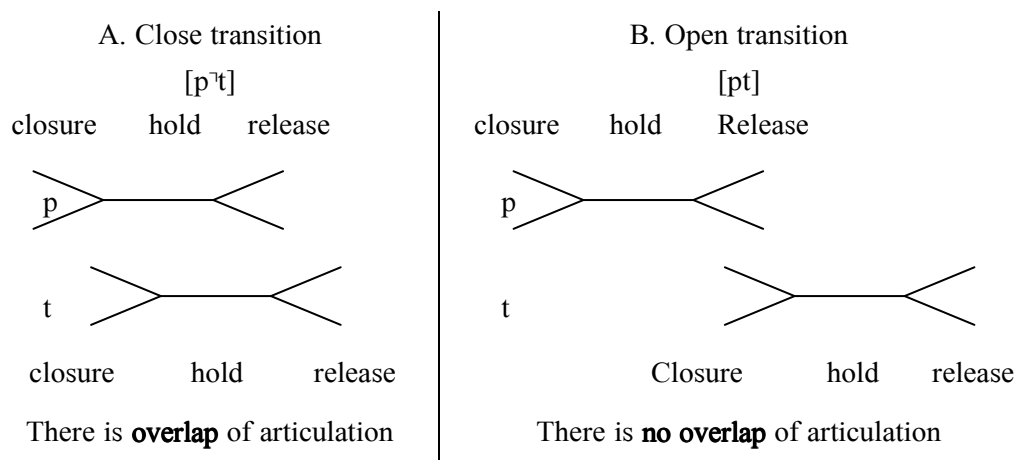 A. Close transition
[p̚t]
closure hold release
p
t
closure hold release
There is overlap of articulation
B. Open transition
[pt]
closure hold Release
p
t
Closure hold release
There is no overlap of articulation